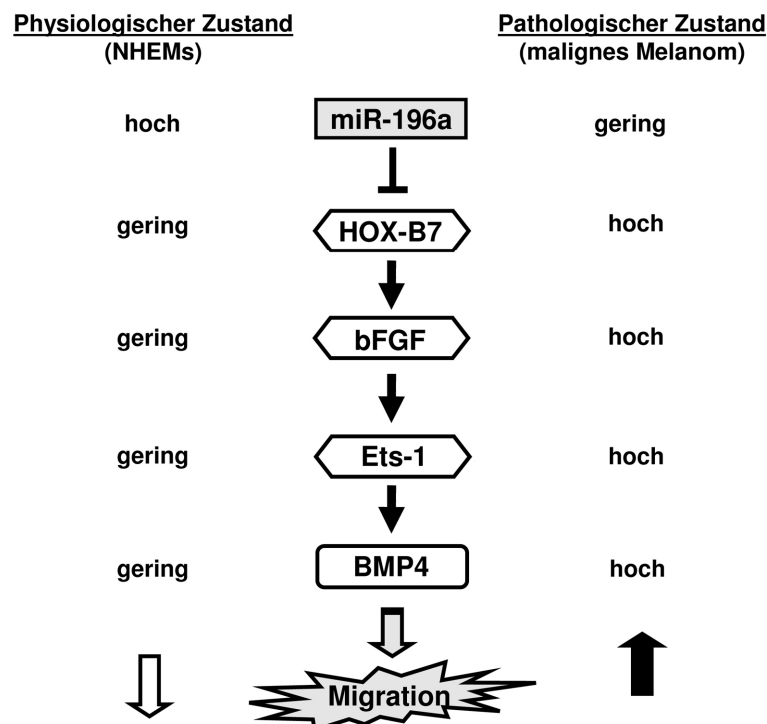 Physiologischer Zustand
(NHEMs)
Pathologischer Zustand
(malignes Melanom)
hoch
miR-196a
gering
gering
HOX-B7
hoch
gering
bFGF
hoch
gering
Ets-1
hoch
gering
BMP4
hoch
Migration